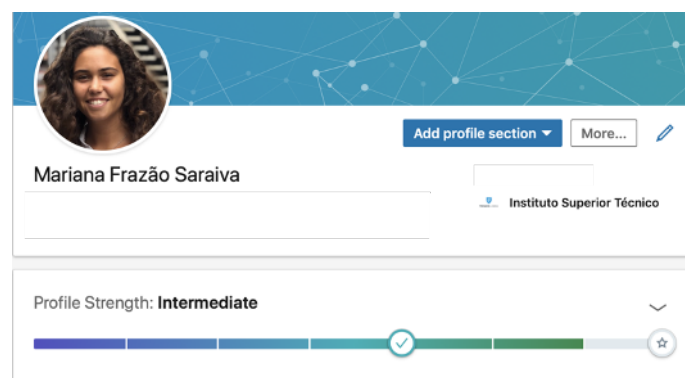 Add profile section
More...
Mariana Frazão Saraiva
Instituto Superior Técnico
Profile Strength: Intermediate